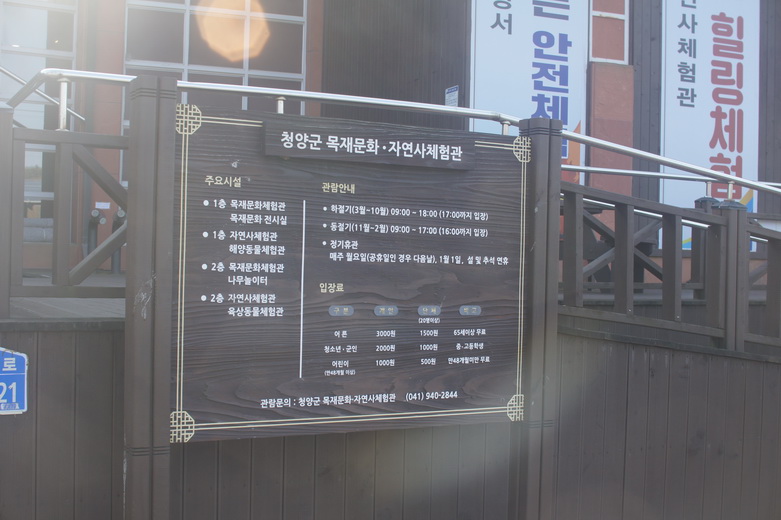 명서
은 안전체
연사체험관
힐링체험
청양군 목재문화·자연사체험관
주요시설
1층 목재문화체험관
목재문화 전시실
1층 자연사체험관
해양동물체험관
2층 목재문화체험관
나무놀이터
2층 자연사체험관
육상동물체험관
관람안내
하절기(3월~10월) 09:00 ~ 18:00 (17:00까지 입장)
동절기(11월~2월) 09:00 ~ 17:00 (16:00까지 입장)
정기휴관
매주 월요일(공휴일인 경우 다음날), 1월 1일, 설 및 추석 연휴
입장료
구 분 개 인 단 체 비 고
(20명이상)
어 른 3000원 1500원 65세이상 무료
청소년·군인 2000원 1000원 중·고등학생
어린이 1000원 500원 만48개월미만 무료
(만48개월 이상)
관람문의 : 청양군 목재문화·자연사체험관 (041) 940-2844
로
21